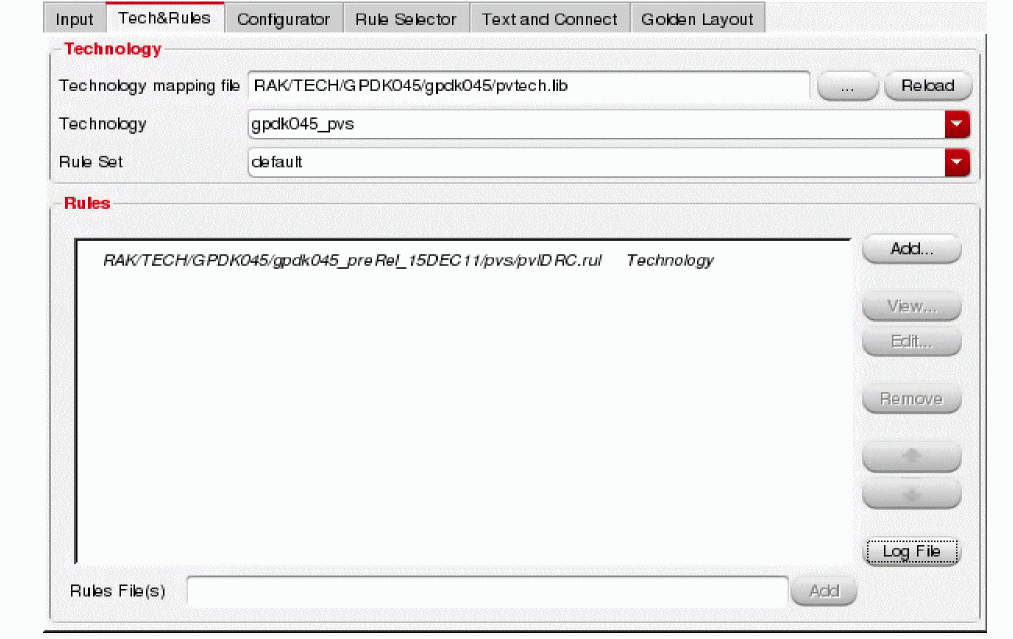 Input Tech&Rules Configurator Rule Selector Text and Connect Golden Layout
Technology
Technology mapping file RAK/TECH/GPDK045/gpdk045/pvtech.lib ... Reload
Technology gpdk045_pvs
Rule Set default
Rules
RAK/TECH/GPDK045/gpdk045_preRel_15DEC11/pvs/pvlDRC.rul Technology
Add...
View...
Edit...
Remove
Log File
Rules File(s) Add